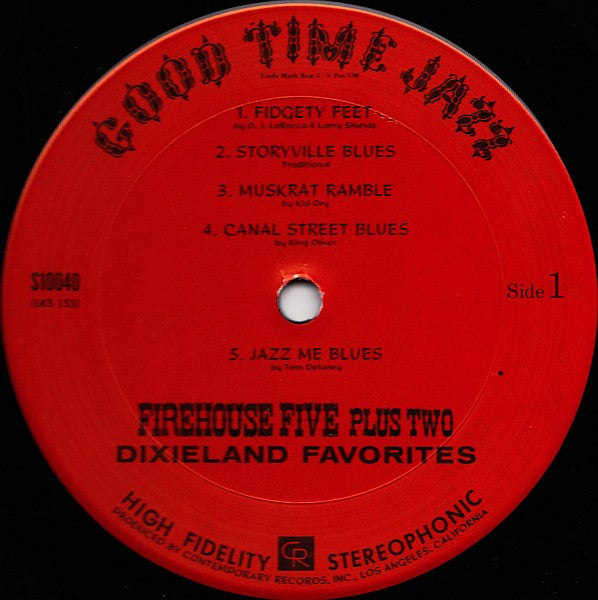 GOOD TIME JAZZ
Trade Mark Reg. U. S. Pat. Off.
1. FIDGETY FEET
by D. J. LaRocca & Larry Shields
2. STORYVILLE BLUES
Traditional
3. MUSKRAT RAMBLE
by Kid Ory
4. CANAL STREET BLUES
by King Oliver
S10040
(LKS 153)
Side 1
5. JAZZ ME BLUES
by Tom Delaney
FIREHOUSE FIVE PLUS TWO
DIXIELAND FAVORITES
HIGH FIDELITY CR STEREOPHONIC
PRODUCED BY CONTEMPORARY RECORDS, INC., LOS ANGELES, CALIFORNIA